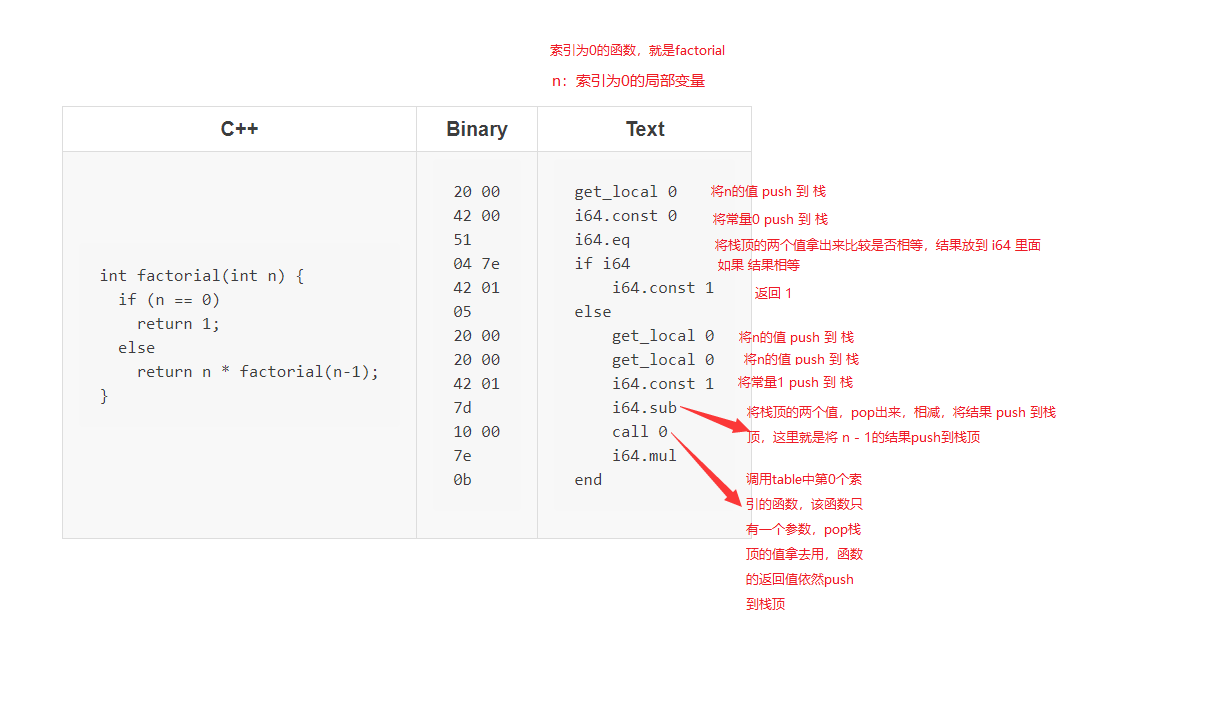 索引为0的函数，就是factorial
n：索引为0的局部变量
C++
Binary
Text
int factorial(int n) {
if (n == 0)
return 1;
else
return n * factorial(n-1);
}
20 00
42 00
51
04 7e
42 01
05
20 00
20 00
42 01
7d
10 00
7e
0b
get_local 0
i64.const 0
i64.eq
if i64
i64.const 1
else
get_local 0
get_local 0
i64.const 1
i64.sub
call 0
i64.mul
end
将n的值 push 到 栈
将常量0 push 到 栈
将栈顶的两个值拿出来比较是否相等，结果放到 i64 里面
如果 结果相等
返回 1
将n的值 push 到 栈
将n的值 push 到 栈
将常量1 push 到 栈
将栈顶的两个值，pop出来，相减，将结果 push 到栈
顶，这里就是将 n - 1的结果push到栈顶
调用table中第0个索
引的函数，该函数只
有一个参数，pop栈
顶的值拿去用，函数
的返回值依然push
到栈顶